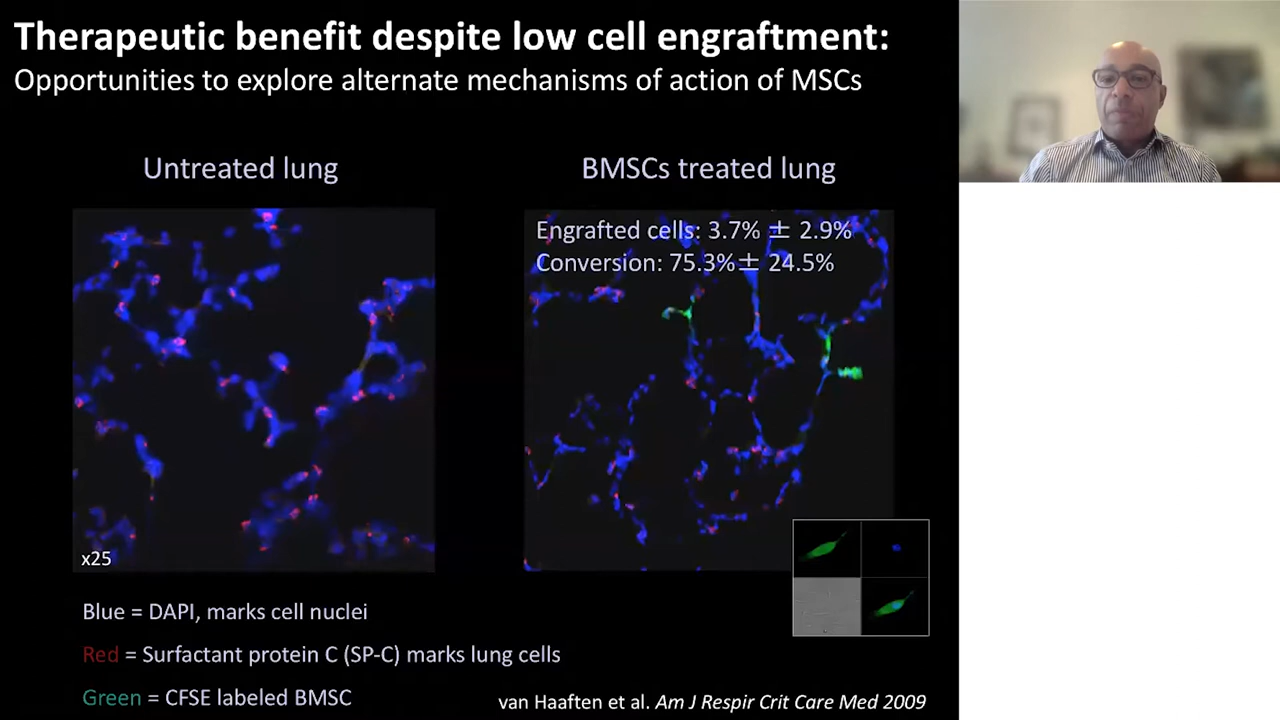 Therapeutic benefit despite low cell engraftment:
Opportunities to explore alternate mechanisms of action of MSCs
Untreated lung
BMSCs treated lung
Engrafted cells: 3.7% ± 2.9%
Conversion: 75.3%± 24.5%
x25
Blue = DAPI, marks cell nuclei
Red = Surfactant protein C (SP-C) marks lung cells
Green = CFSE labeled BMSC
van Haaften et al. Am J Respir Crit Care Med 2009